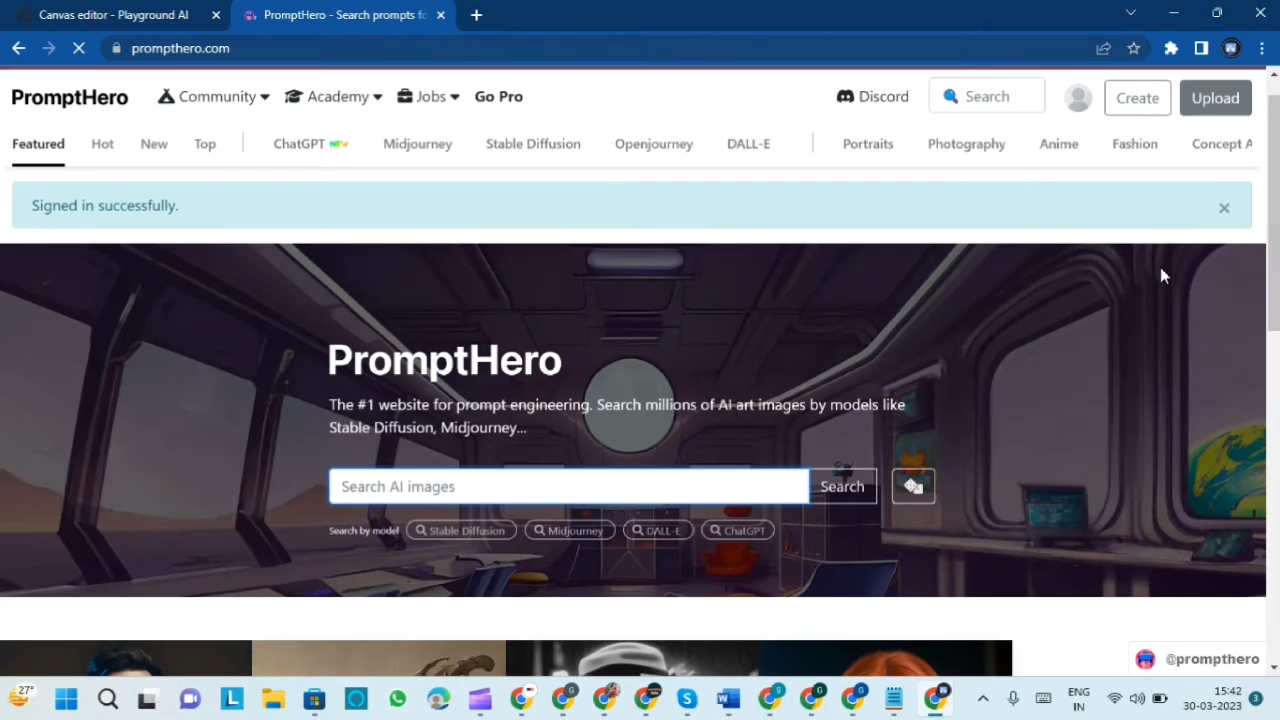 Canvas editor - Playground AI
PromptHero - Search prompts fo
prompthero.com
PromptHero
Community
Academy
Jobs
Go Pro
Discord
Search
Create
Upload
Featured
Hot
New
Top
ChatGPT NEW
Midjourney
Stable Diffusion
Openjourney
DALL-E
Portraits
Photography
Anime
Fashion
Concept A
Signed in successfully.
PromptHero
The #1 website for prompt engineering. Search millions of AI art images by models like
Stable Diffusion, Midjourney...
Search AI images
Search
Search by model
Stable Diffusion
Midjourney
DALL-E
ChatGPT
@prompthero
27°
ENG
IN
15:42
30-03-2023
3